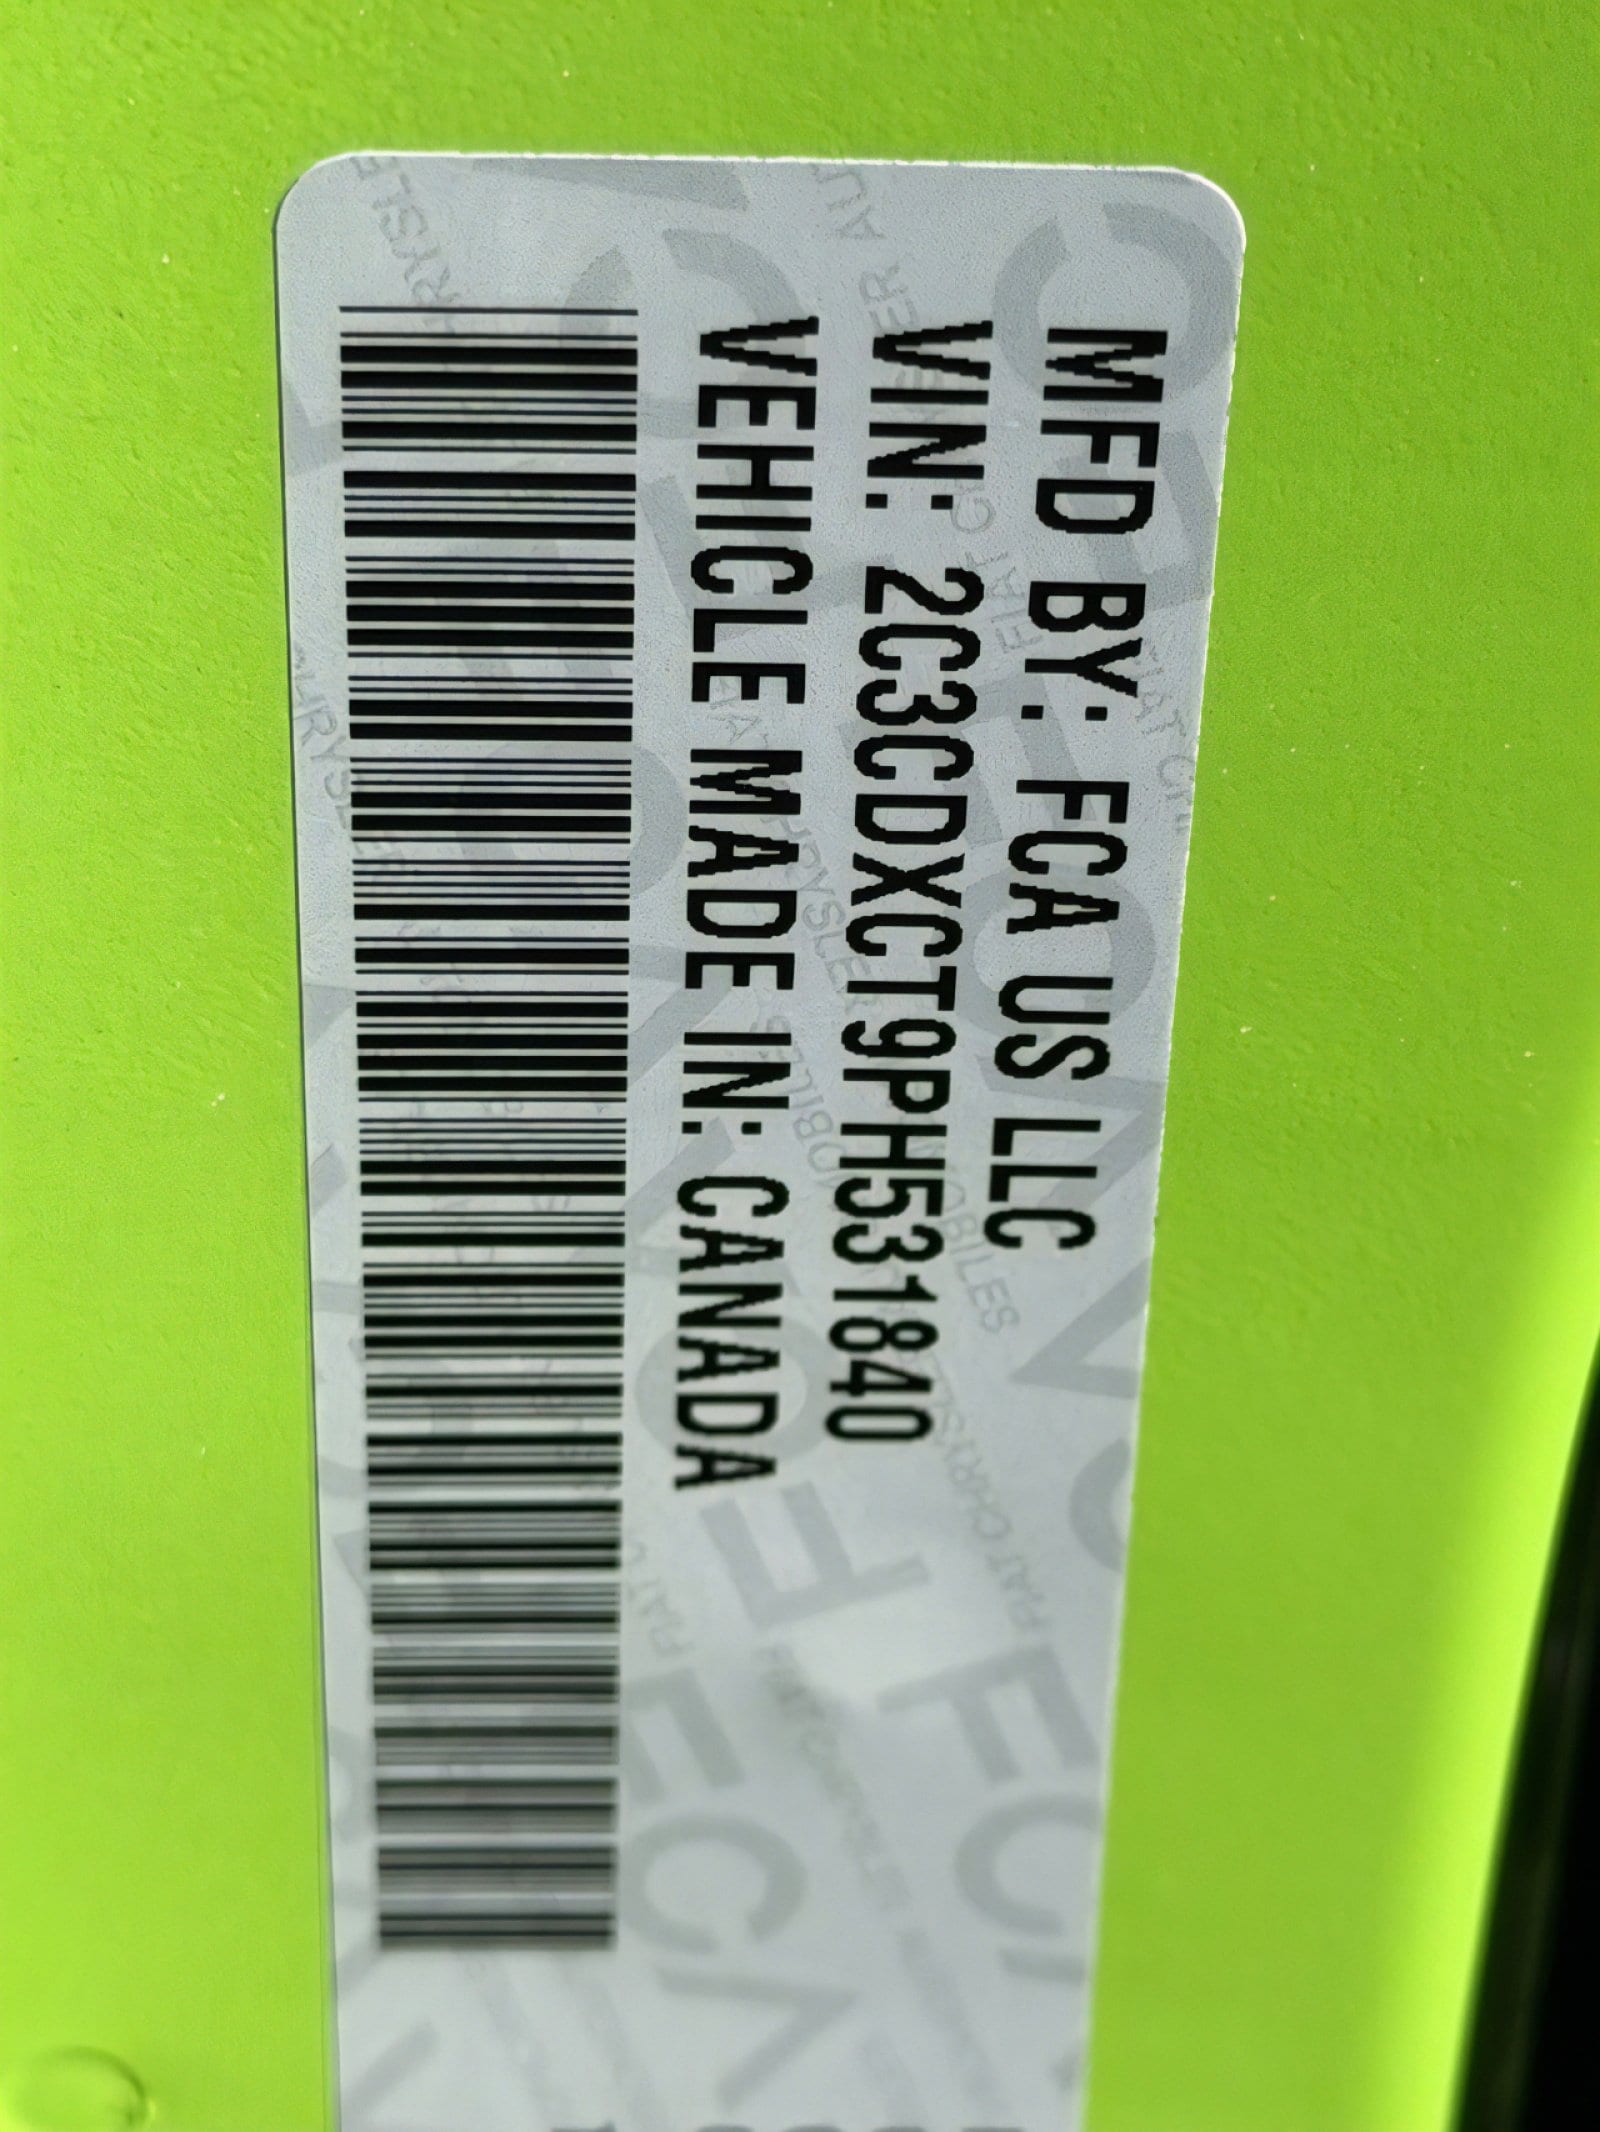 MFD BY: FCA US LLC
VIN: 2C3CDXCT9PH531840
VEHICLE MADE IN: CANADA